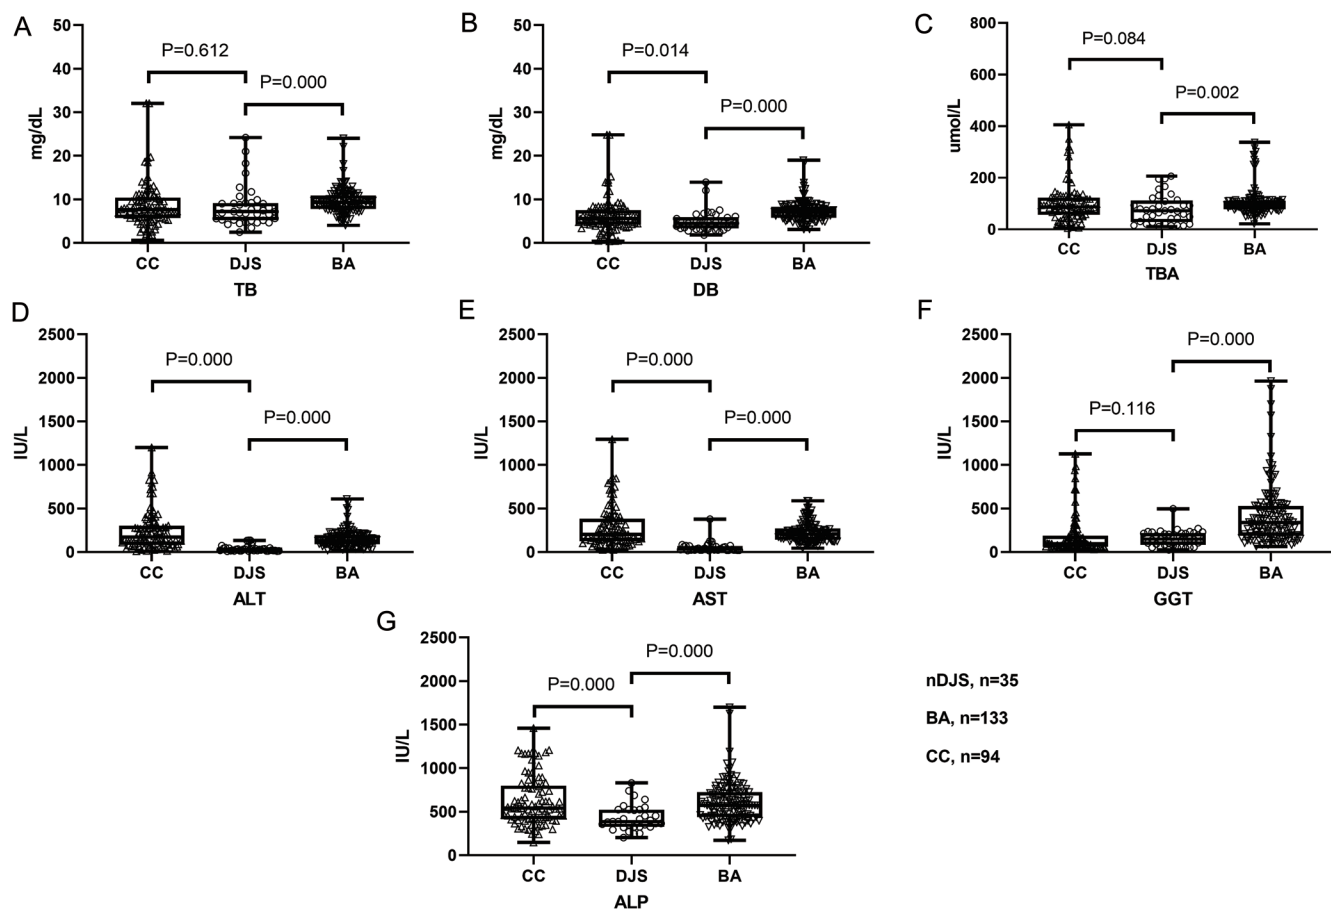 A
50
40
30
20
10
0
mg/dL
P=0.612
P=0.000
CC DJS BA
TB
B
50
40
30
20
10
0
mg/dL
P=0.014
P=0.000
CC DJS BA
DB
C
800
600
400
200
0
umol/L
P=0.084
P=0.002
CC DJS BA
TBA
D
2500
2000
1500
1000
500
0
IU/L
P=0.000
P=0.000
CC DJS BA
ALT
E
2500
2000
1500
1000
500
0
IU/L
P=0.000
P=0.000
CC DJS BA
AST
F
2500
2000
1500
1000
500
0
IU/L
P=0.000
P=0.116
CC DJS BA
GGT
G
2500
2000
1500
1000
500
0
IU/L
P=0.000
P=0.000
CC DJS BA
ALP
nDJS, n=35
BA, n=133
CC, n=94